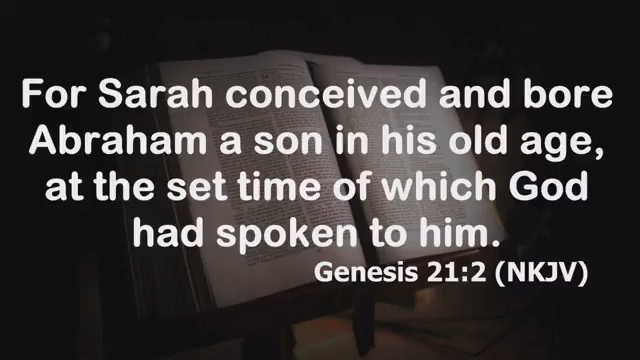 For Sarah conceived and bore
Abraham a son in his old age,
at the set time of which God
had spoken to him.
Genesis 21:2 (NKJV)